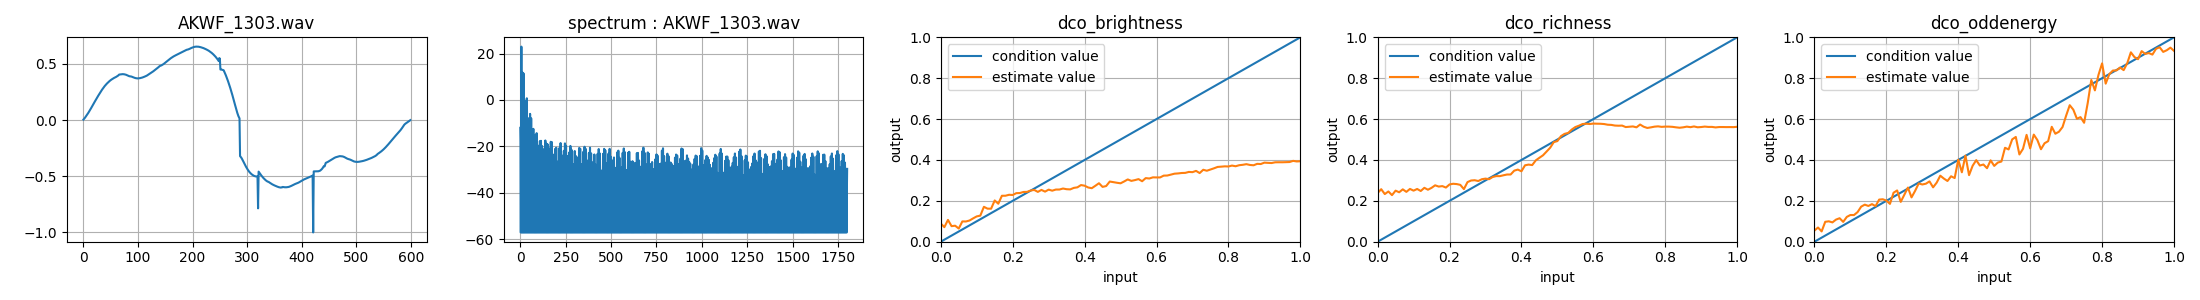 AKWF_1303.wav
0.5
0.0
−0.5
−1.0
0 100 200 300 400 500 600
spectrum : AKWF_1303.wav
20
0
−20
−40
−60
0 250 500 750 1000 1250 1500 1750
dco_brightness
condition value
estimate value
output
1.0
0.8
0.6
0.4
0.2
0.0
0.0 0.2 0.4 0.6 0.8 1.0
input
dco_richness
condition value
estimate value
output
1.0
0.8
0.6
0.4
0.2
0.0
0.0 0.2 0.4 0.6 0.8 1.0
input
dco_oddenergy
condition value
estimate value
output
1.0
0.8
0.6
0.4
0.2
0.0
0.0 0.2 0.4 0.6 0.8 1.0
input